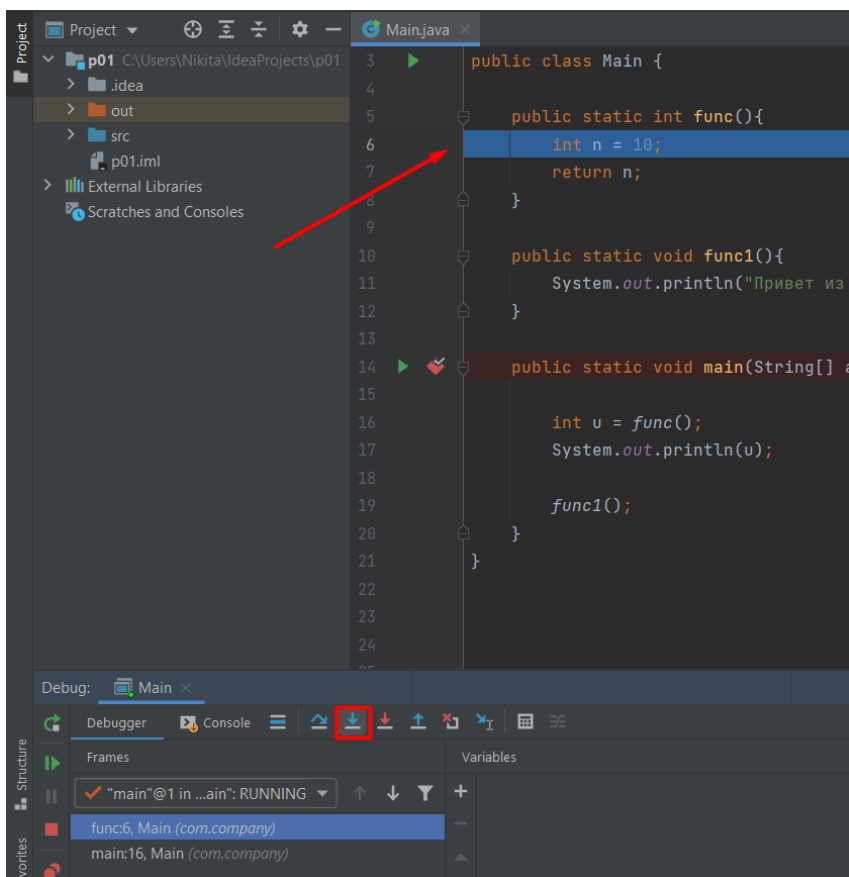 Project
Project
Main.java
p01 C:\Users\Nikita\IdeaProjects\p01
.idea
out
src
p01.iml
External Libraries
Scratches and Consoles
3 public class Main {
4
5 public static int func(){
6 int n = 10;
7 return n;
8 }
9
10 public static void func1(){
11 System.out.println("Привет из
12 }
13
14 public static void main(String[] a
15
16 int u = func();
17 System.out.println(u);
18
19 func1();
20 }
21 }
22
23
24
Debug: Main
Debugger Console
Frames Variables
"main"@1 in ...ain": RUNNING
func:6, Main (com.company)
main:16, Main (com.company)
Structure
vorites